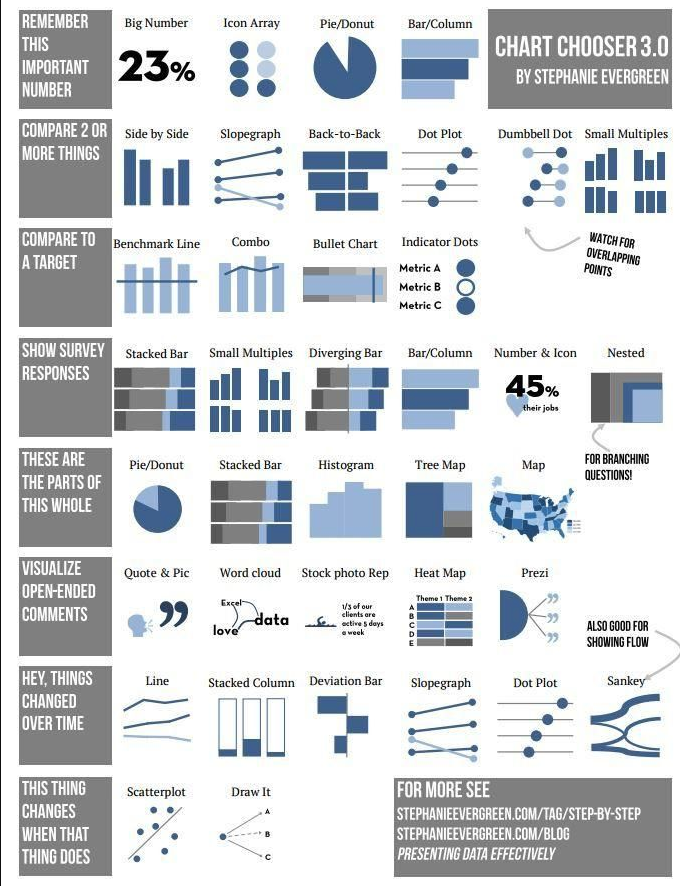 REMEMBER
THIS
IMPORTANT
NUMBER
Big Number
23%
Icon Array
Pie/Donut
Bar/Column
CHART CHOOSER 3.0
BY STEPHANIE EVERGREEN
COMPARE 2 OR
MORE THINGS
Side by Side
Slopegraph
Back-to-Back
Dot Plot
Dumbbell Dot
Small Multiples
WATCH FOR
OVERLAPPING
POINTS
COMPARE TO
A TARGET
Benchmark Line
Combo
Bullet Chart
Indicator Dots
Metric A
Metric B
Metric C
SHOW SURVEY
RESPONSES
Stacked Bar
Small Multiples
Diverging Bar
Bar/Column
Number & Icon
45%
their jobs
Nested
FOR BRANCHING
QUESTIONS!
THESE ARE
THE PARTS OF
THIS WHOLE
Pie/Donut
Stacked Bar
Histogram
Tree Map
Map
VISUALIZE
OPEN-ENDED
COMMENTS
Quote & Pic
Word cloud
Excel
data
love
Stock photo Rep
1/3 of our
clients are
active 5 days
a week
Heat Map
Theme 1 Theme 2
A
B
C
D
E
Prezi
ALSO GOOD FOR
SHOWING FLOW
HEY, THINGS
CHANGED
OVER TIME
Line
Stacked Column
Deviation Bar
Slopegraph
Dot Plot
Sankey
THIS THING
CHANGES
WHEN THAT
THING DOES
Scatterplot
Draw It
A
B
C
FOR MORE SEE
STEPHANIEEVERGREEN.COM/TAG/STEP-BY-STEP
STEPHANIEEVERGREEN.COM/BLOG
PRESENTING DATA EFFECTIVELY